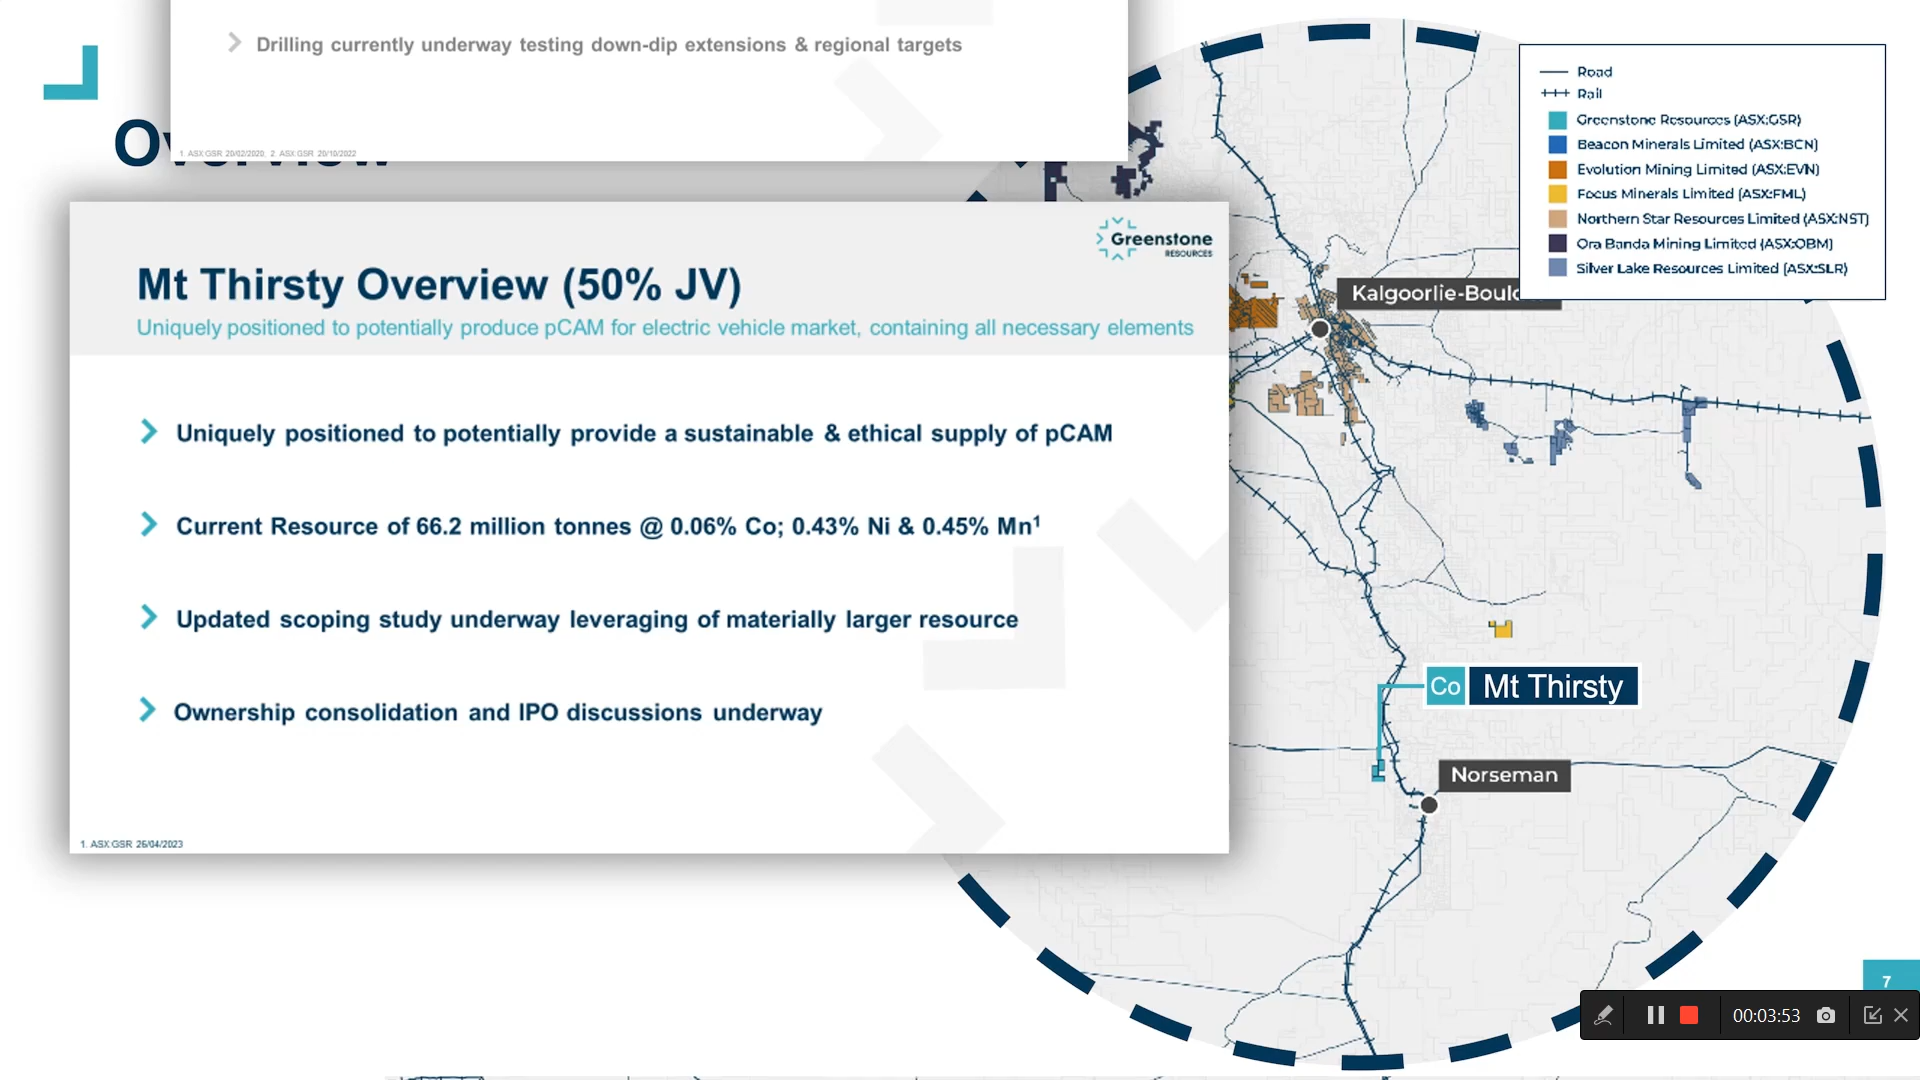 Drilling currently underway testing down-dip extensions & regional targets
1. ASX:GSR 20/02/2020, 2. ASX:GSR 20/10/2022
Greenstone
RESOURCES
Mt Thirsty Overview (50% JV)
Uniquely positioned to potentially produce pCAM for electric vehicle market, containing all necessary elements
Uniquely positioned to potentially provide a sustainable & ethical supply of pCAM
Current Resource of 66.2 million tonnes @ 0.06% Co; 0.43% Ni & 0.45% Mn¹
Updated scoping study underway leveraging of materially larger resource
Ownership consolidation and IPO discussions underway
1. ASX:GSR 26/04/2023
Road
Rail
Greenstone Resources (ASX:GSR)
Beacon Minerals Limited (ASX:BCN)
Evolution Mining Limited (ASX:EVN)
Focus Minerals Limited (ASX:FML)
Northern Star Resources Limited (ASX:NST)
Ora Banda Mining Limited (ASX:OBM)
Silver Lake Resources Limited (ASX:SLR)
Kalgoorlie-Bould
Co Mt Thirsty
Norseman
7
00:03:53